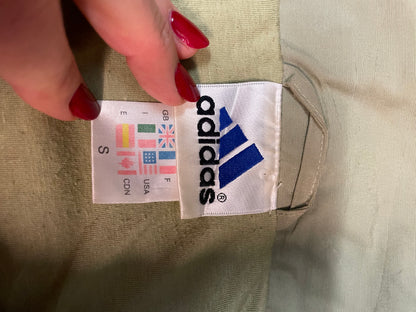 adidas®
GB F
I USA
E CDN
S